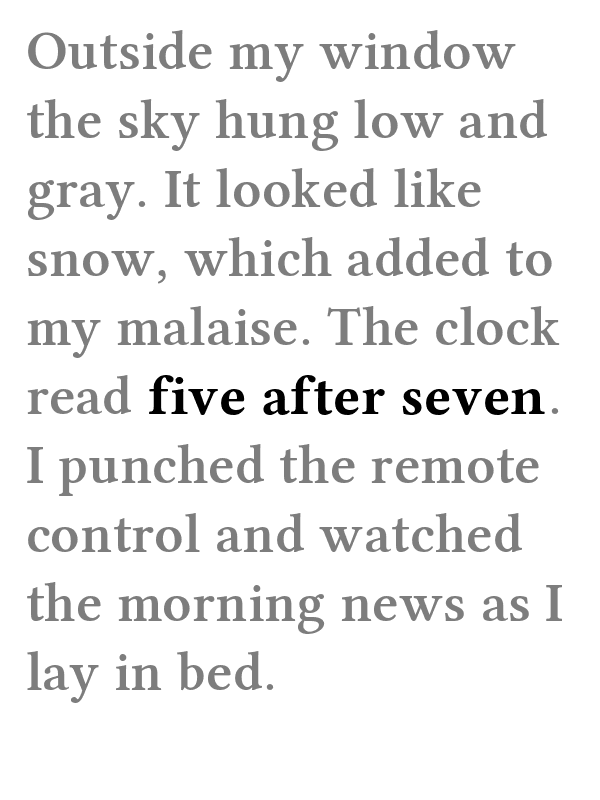 Outside my window
the sky hung low and
gray. It looked like
snow, which added to
my malaise. The clock
read five after seven.
I punched the remote
control and watched
the morning news as I
lay in bed.